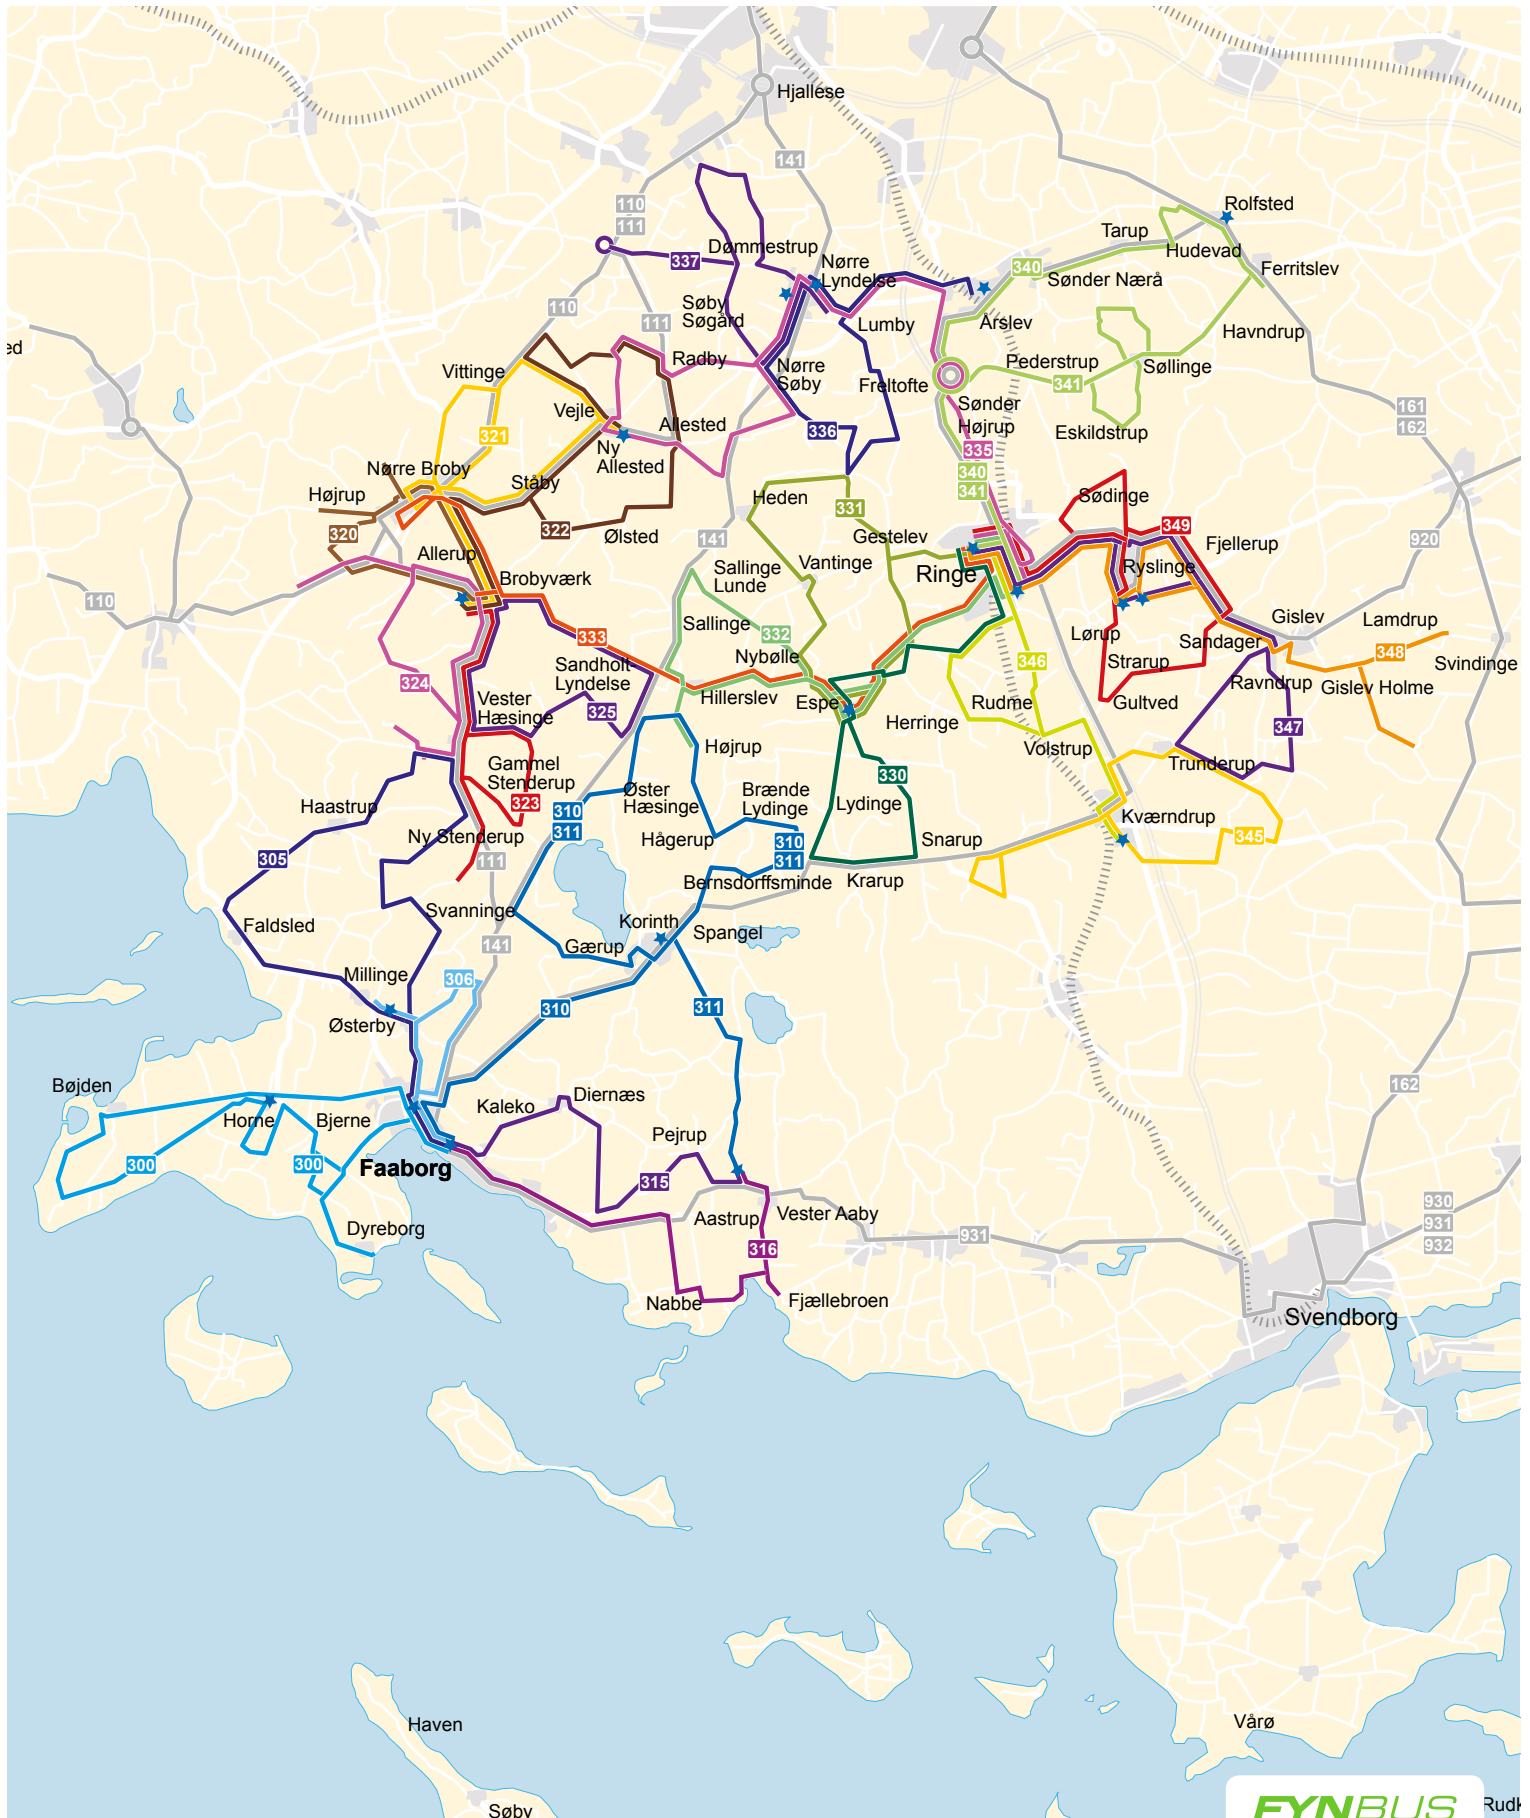 Hjallese
141
110
111
Rolfsted
Tarup
Dømmestrup
Hudevad
337
Nørre
Lyndelse
340
Ferritslev
Sønder Nærå
Søby
Søgård
110
111
Lumby
Årslev
Havndrup
ed
Radby
Nørre
Søby
Pederstrup
Søllinge
Vittinge
Freltofte
341
Vejle
Sønder
Højrup
161
162
321
Ny
Allested
Allested
336
Eskildstrup
335
Nørre Broby
Ståby
340
341
Højrup
Heden
Sødinge
320
322
Ølsted
331
349
141
Gestelev
Fjellerup
920
Allerup
Brobyværk
Sallinge
Lunde
Vantinge
Ringe
Ryslinge
110
Sallinge
332
Lørup
Sandager
Gislev
Lamdrup
333
Sandholt-
Lyndelse
Nybølle
346
Strarup
348
Svindinge
324
Vester
Hæsinge
325
Hillerslev
Espe
Rudme
Gultved
Ravndrup
Gislev Holme
Herringe
347
Højrup
Volstrup
Gammel
Stenderup
Trunderup
323
310
311
Øster
Hæsinge
Brænde
Lydinge
330
Lydinge
Haastrup
Ny Stenderup
Hågerup
310
311
Snarup
Kværndrup
345
305
111
Bernsdorffsminde
Krarup
Faldsled
Svanninge
141
Korinth
Spangel
Gærup
Millinge
306
310
311
Østerby
Bøjden
162
Horne
Bjerne
Kaleko
Diernæs
Pejrup
300
300
Faaborg
315
Dyreborg
Aastrup
Vester Aaby
930
931
932
316
931
Nabbe
Fjællebroen
Svendborg
Haven
Vårø
Søby
FYNBUS
Rudk